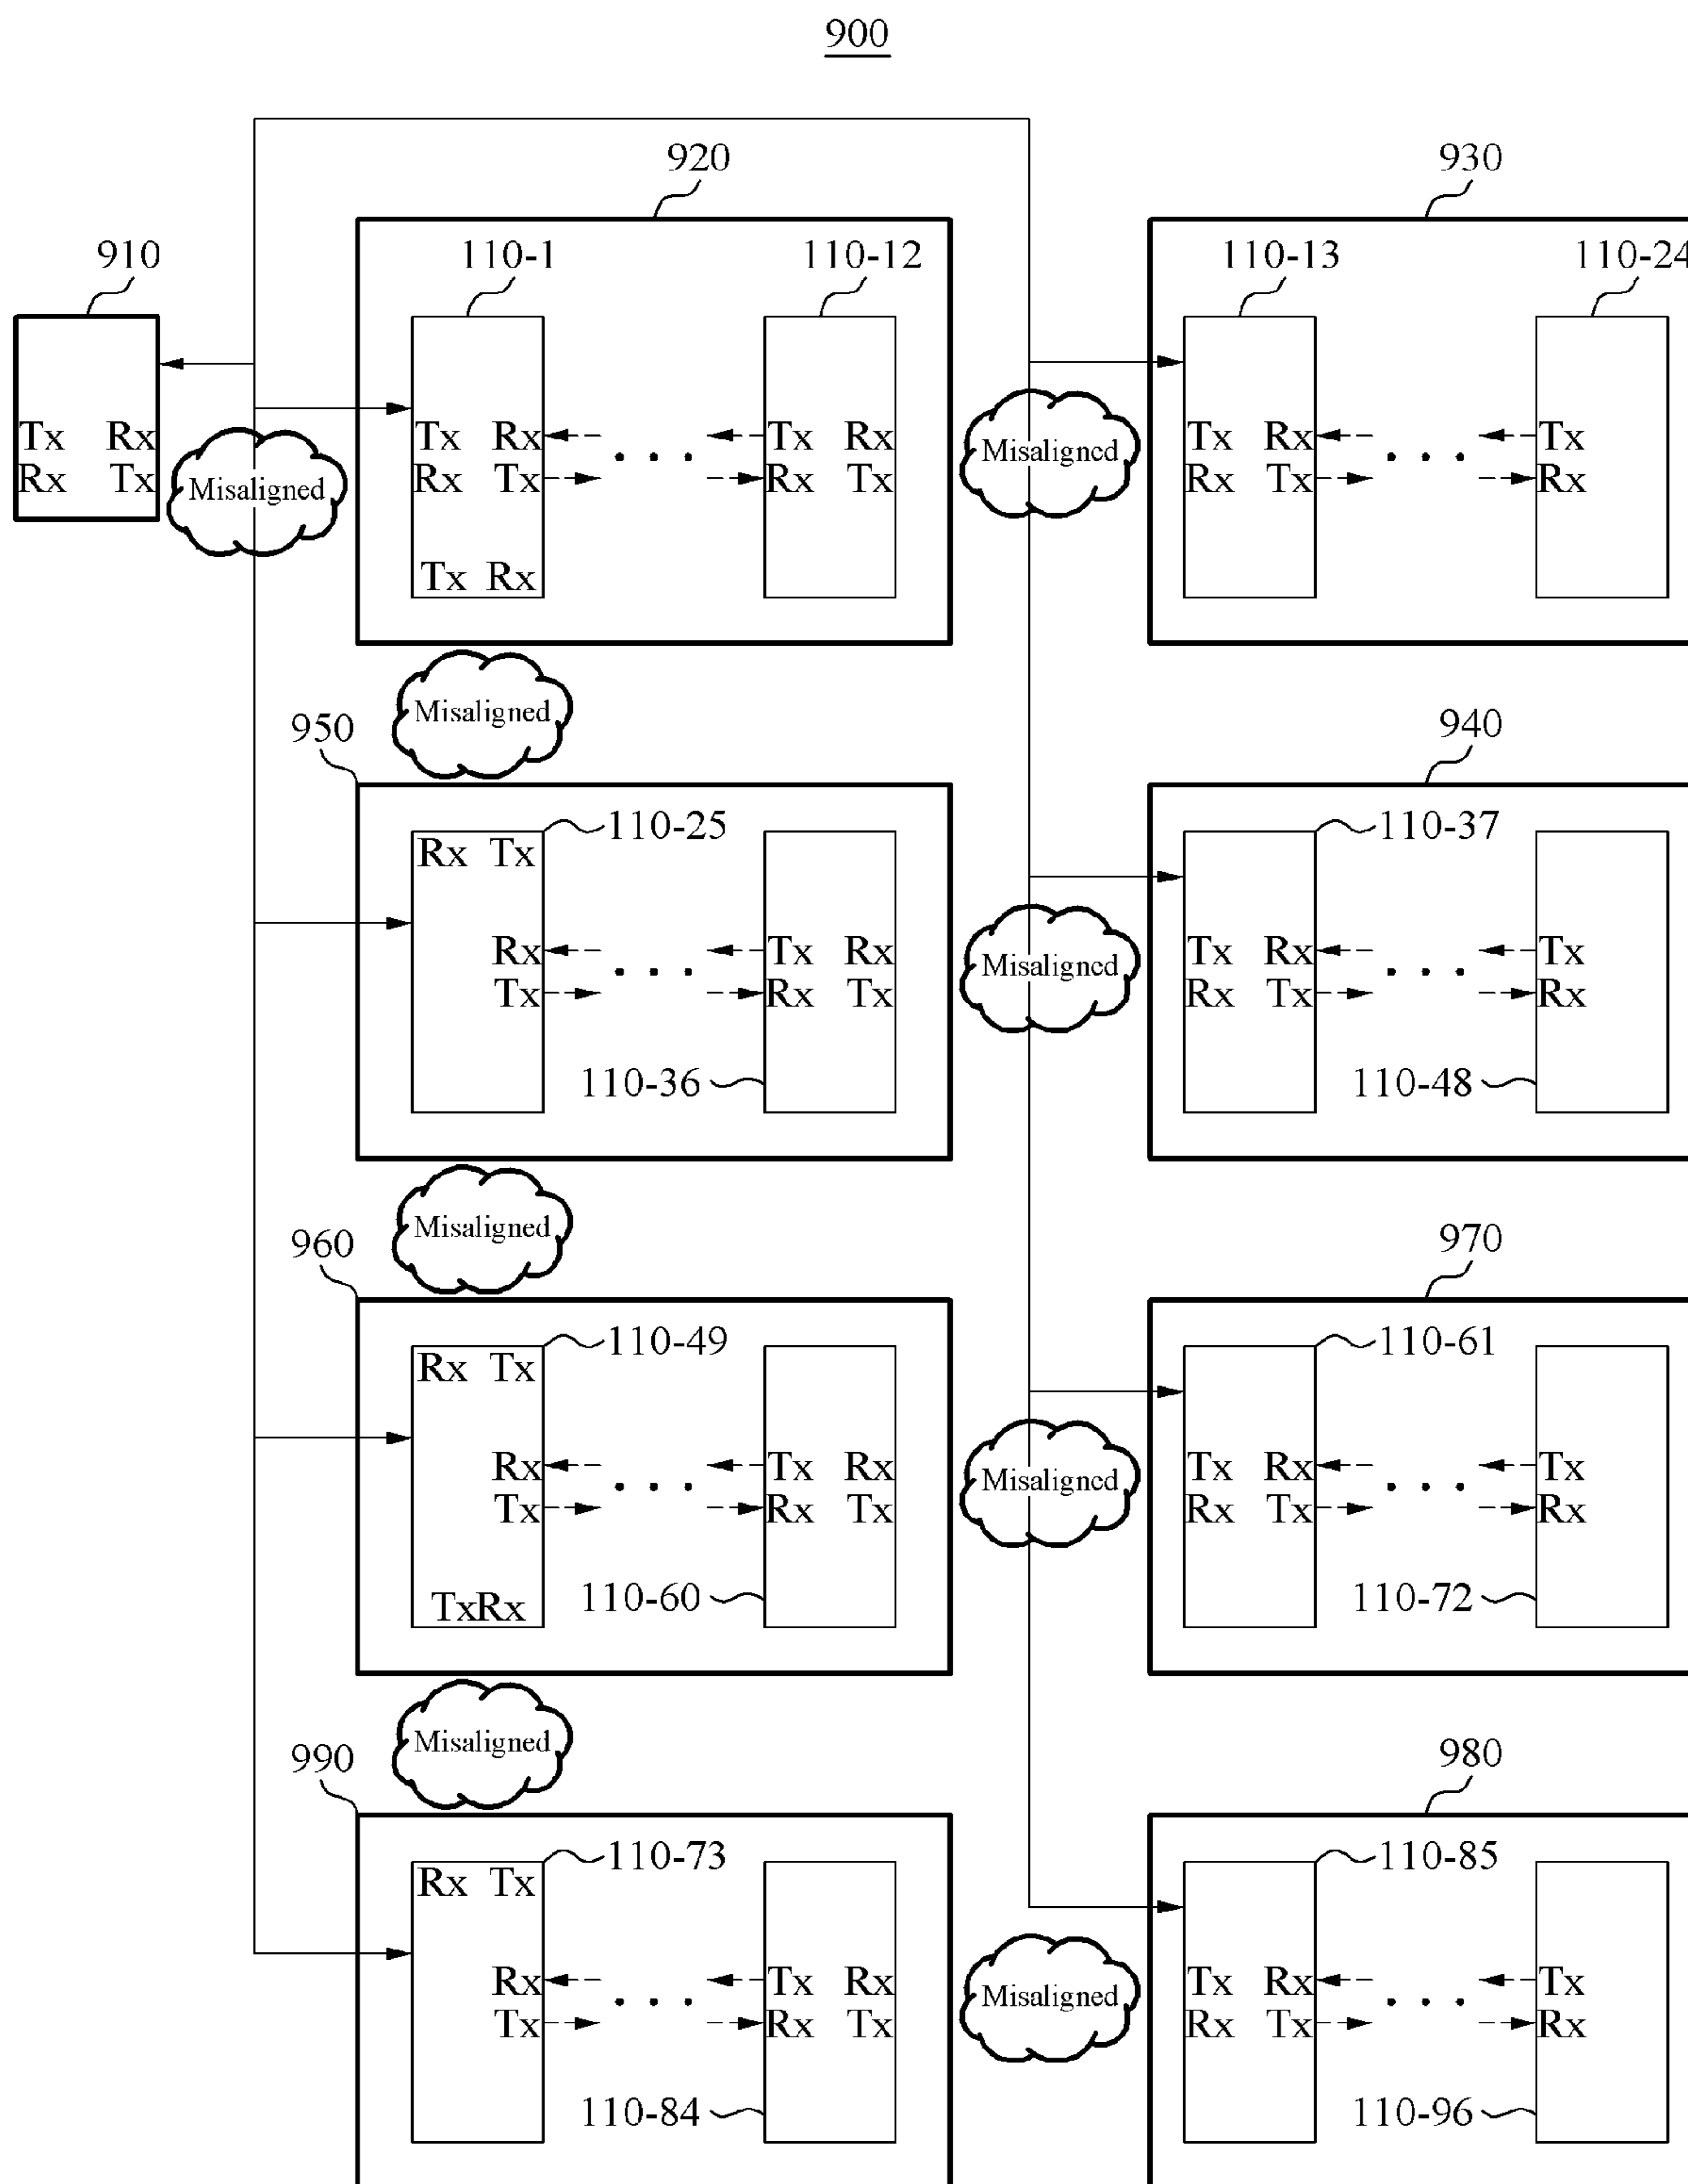 900
920 930
910 110-1 110-12 110-13 110-24
Tx Rx Tx Rx ... Tx Rx Misaligned Tx Rx ... Tx
Rx Tx Misaligned Rx Tx Rx Tx Rx Tx Rx
Tx Rx
Misaligned
950 940
110-25 110-37
Rx Tx
Rx ... Tx Rx Misaligned Tx Rx ... Tx
Tx Rx Tx Rx Tx Rx
110-36 110-48
Misaligned
960 970
110-49 110-61
Rx Tx
Rx ... Tx Rx Misaligned Tx Rx ... Tx
Tx Rx Tx Rx Tx Rx
TxRx 110-60 110-72
Misaligned
990 980
110-73 110-85
Rx Tx
Rx ... Tx Rx Misaligned Tx Rx ... Tx
Tx Rx Tx Rx Tx Rx
110-84 110-96